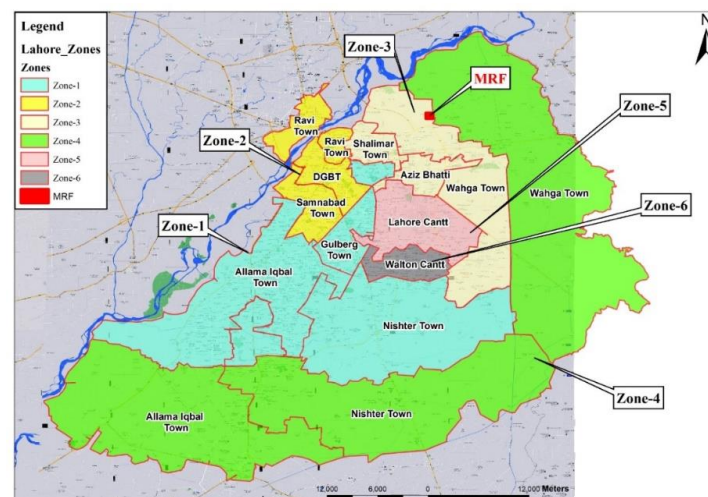 Legend
Lahore_Zones
Zones
Zone-1
Zone-2
Zone-3
Zone-4
Zone-5
Zone-6
MRF
N
Zone-3
MRF
Zone-5
Ravi
Town
Zone-2
Ravi
Town
Shalimar
Town
DGBT
Aziz Bhatti
Wahga Town
Wahga Town
Samnabad
Town
Zone-6
Lahore Cantt
Zone-1
Gulberg
Town
Walton Cantt
Allama Iqbal
Town
Nishter Town
Zone-4
Allama Iqbal
Town
Nishter Town
12,000 6,000 0 12,000 Meters